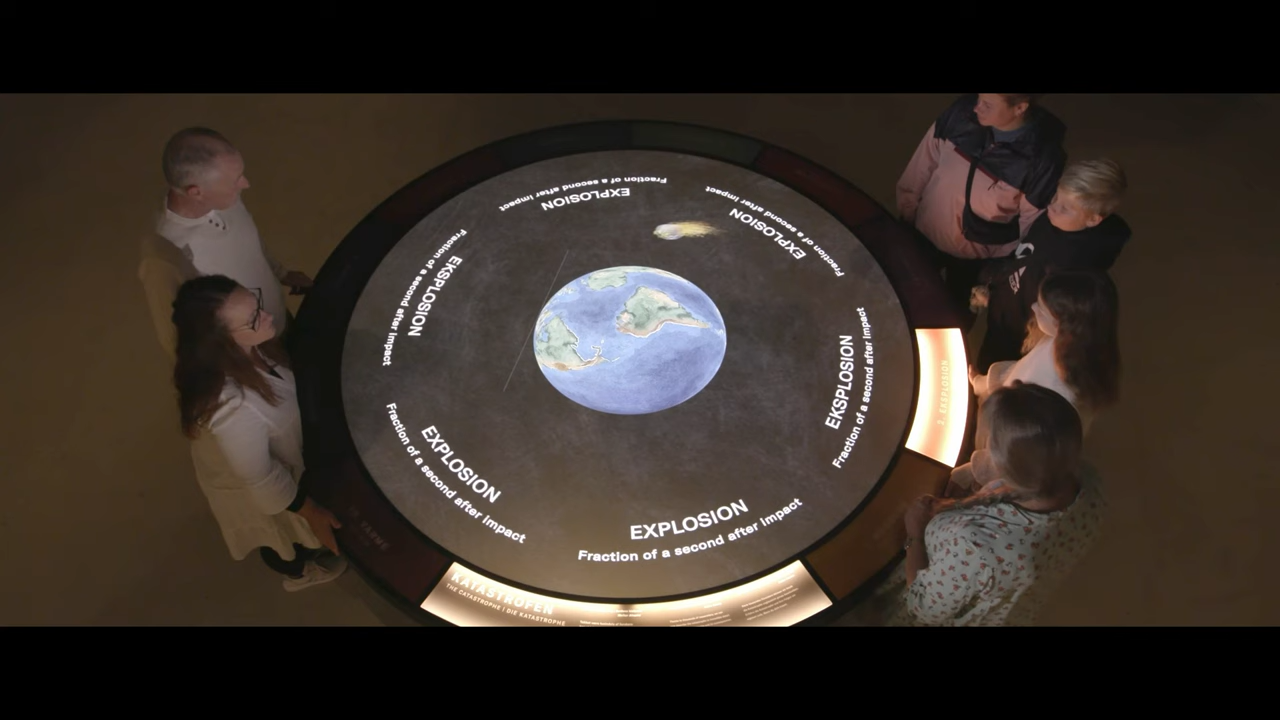 EXPLOSION
Fraction of a second after impact
EXPLOSION
Fraction of a second after impact
EKSPLOSION
Fraction of a second after impact
EKSPLOSION
Fraction of a second after impact
EXPLOSION
Fraction of a second after impact
EXPLOSION
Fraction of a second after impact
EKSPLOSION
KATASTROFEN
THE CATASTROPHE | DIE KATASTROPHE